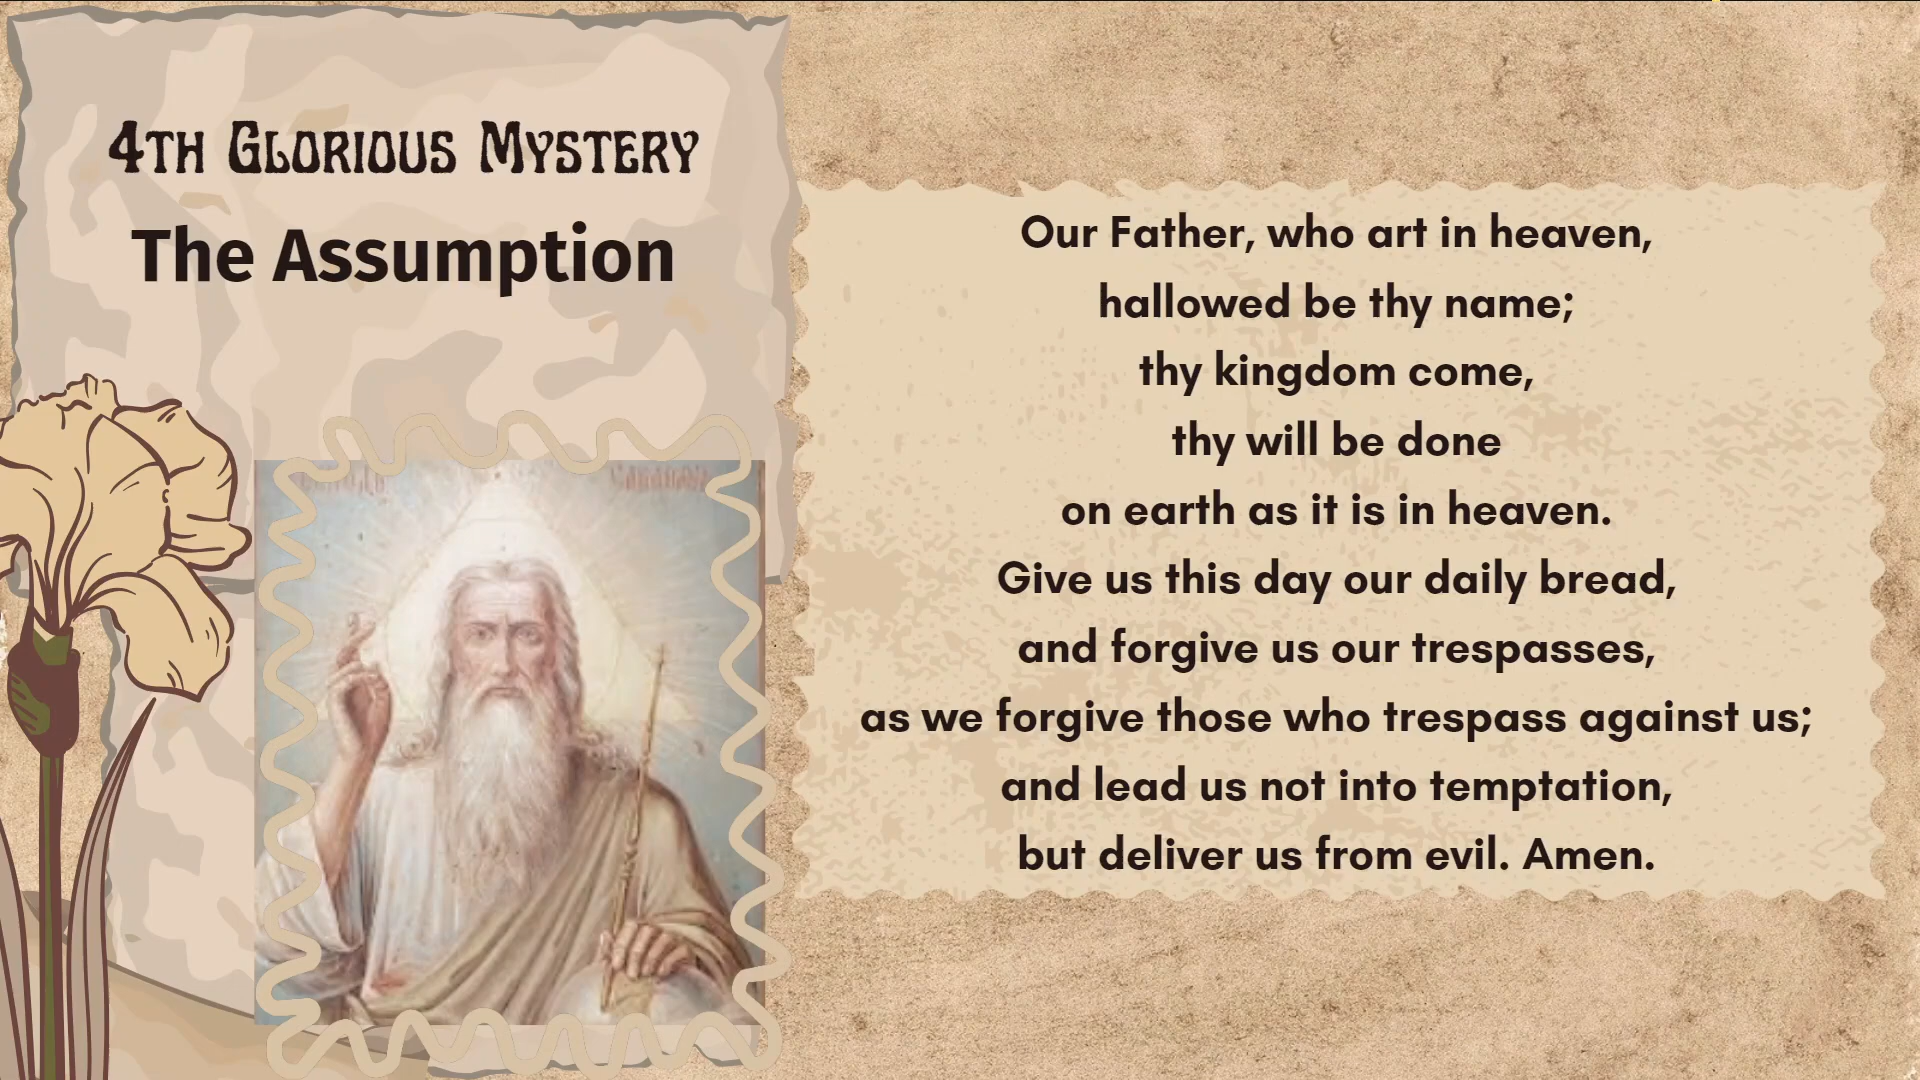 4th Glorious Mystery
The Assumption
Our Father, who art in heaven,
hallowed be thy name;
thy kingdom come,
thy will be done
on earth as it is in heaven.
Give us this day our daily bread,
and forgive us our trespasses,
as we forgive those who trespass against us;
and lead us not into temptation,
but deliver us from evil. Amen.